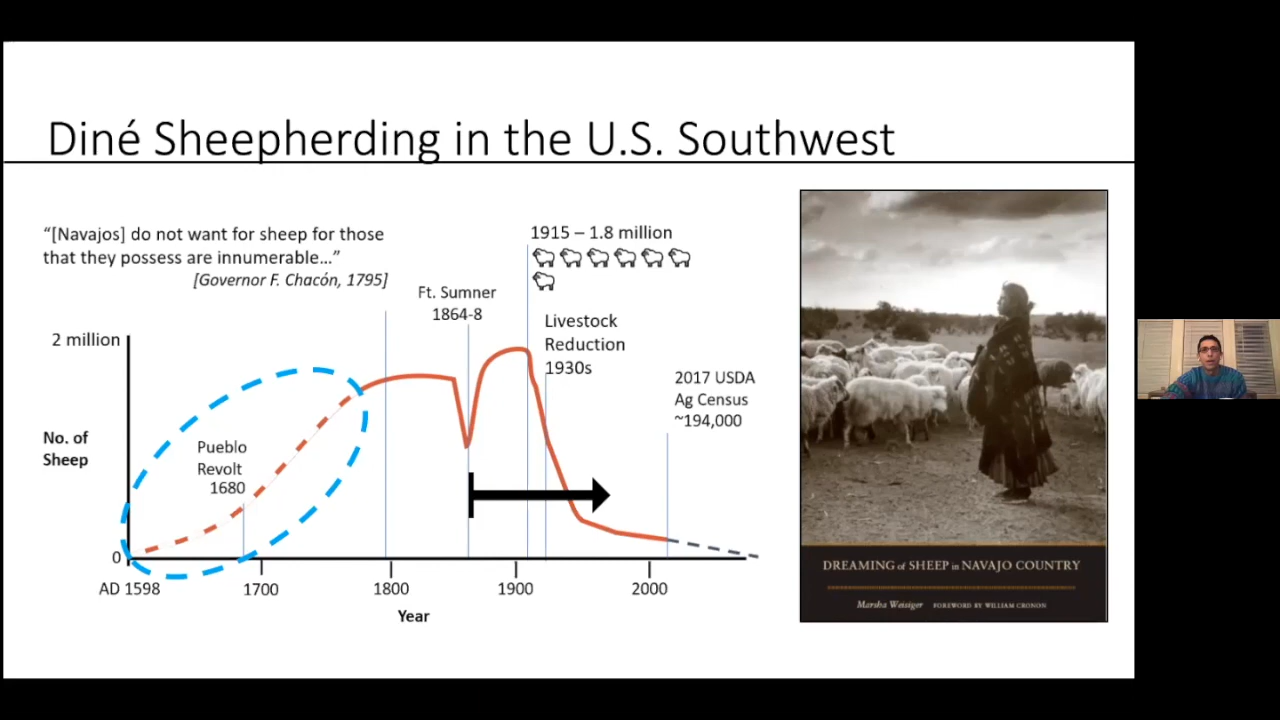 Diné Sheepherding in the U.S. Southwest
“[Navajos] do not want for sheep for those
that they possess are innumerable…”
[Governor F. Chacón, 1795]
1915 – 1.8 million
Ft. Sumner
1864-8
Livestock
Reduction
1930s
2017 USDA
Ag Census
~194,000
2 million
No. of
Sheep
Pueblo
Revolt
1680
0
AD 1598
1700
1800
1900
2000
Year
DREAMING of SHEEP in NAVAJO COUNTRY
Marsha Weisiger FOREWORD BY WILLIAM CRONON